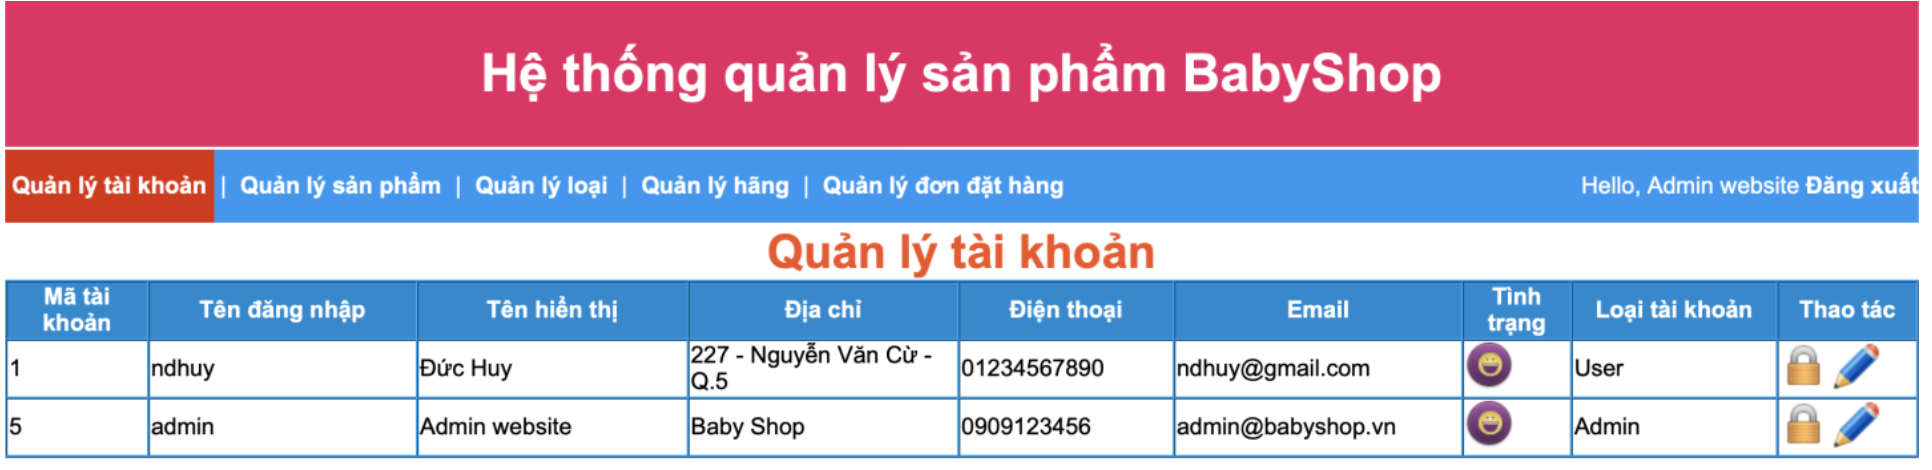 Hệ thống quản lý sản phẩm BabyShop
Quản lý tài khoản | Quản lý sản phẩm | Quản lý loại | Quản lý hãng | Quản lý đơn đặt hàng Hello, Admin website Đăng xuất
Quản lý tài khoản
Mã tài khoản Tên đăng nhập Tên hiển thị Địa chỉ Điện thoại Email Tình trạng Loại tài khoản Thao tác
1 ndhuy Đức Huy 227 - Nguyễn Văn Cừ - Q.5 01234567890 ndhuy@gmail.com User
5 admin Admin website Baby Shop 0909123456 admin@babyshop.vn Admin